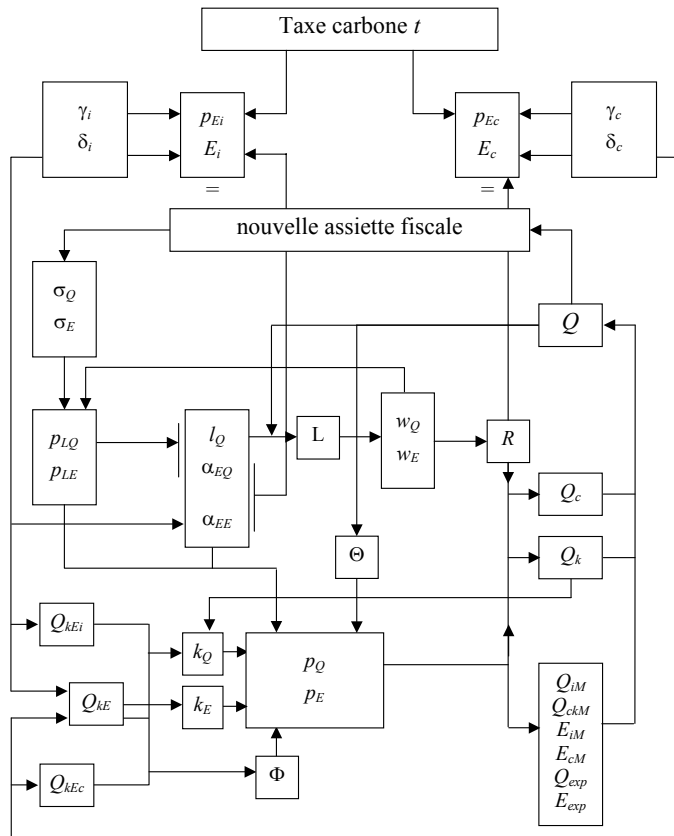 Taxe carbone t
γi
δi
pEi
Ei
=
pEc
Ec
=
γc
δc
nouvelle assiette fiscale
σQ
σE
Q
pLQ
pLE
lQ
αEQ
αEE
L
wQ
wE
R
Qc
Θ
Qk
QkEi
kQ
pQ
pE
QkE
kE
QkEc
Φ
QiM
QckM
EiM
EcM
Qexp
Eexp